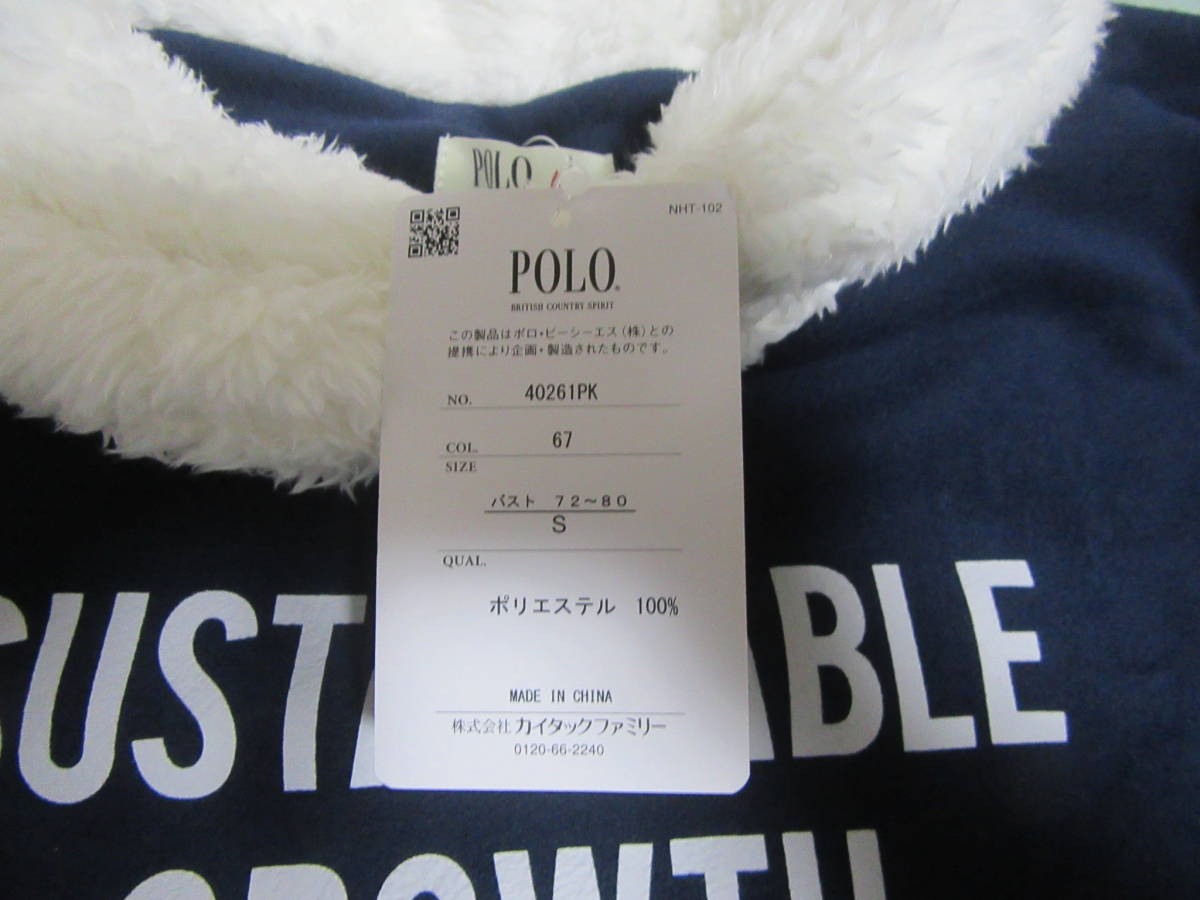 POLO
NHT-102
POLO®
BRITISH COUNTRY SPIRIT
この製品はポロ・ビーシーエス(株)との
提携により企画・製造されたものです。
NO. 40261PK
COL. 67
SIZE
バスト 72～80
S
QUAL.
ポリエステル 100%
MADE IN CHINA
株式会社 カイタックファミリー
0120-66-2240
SUSTA ABLE
GROWTH